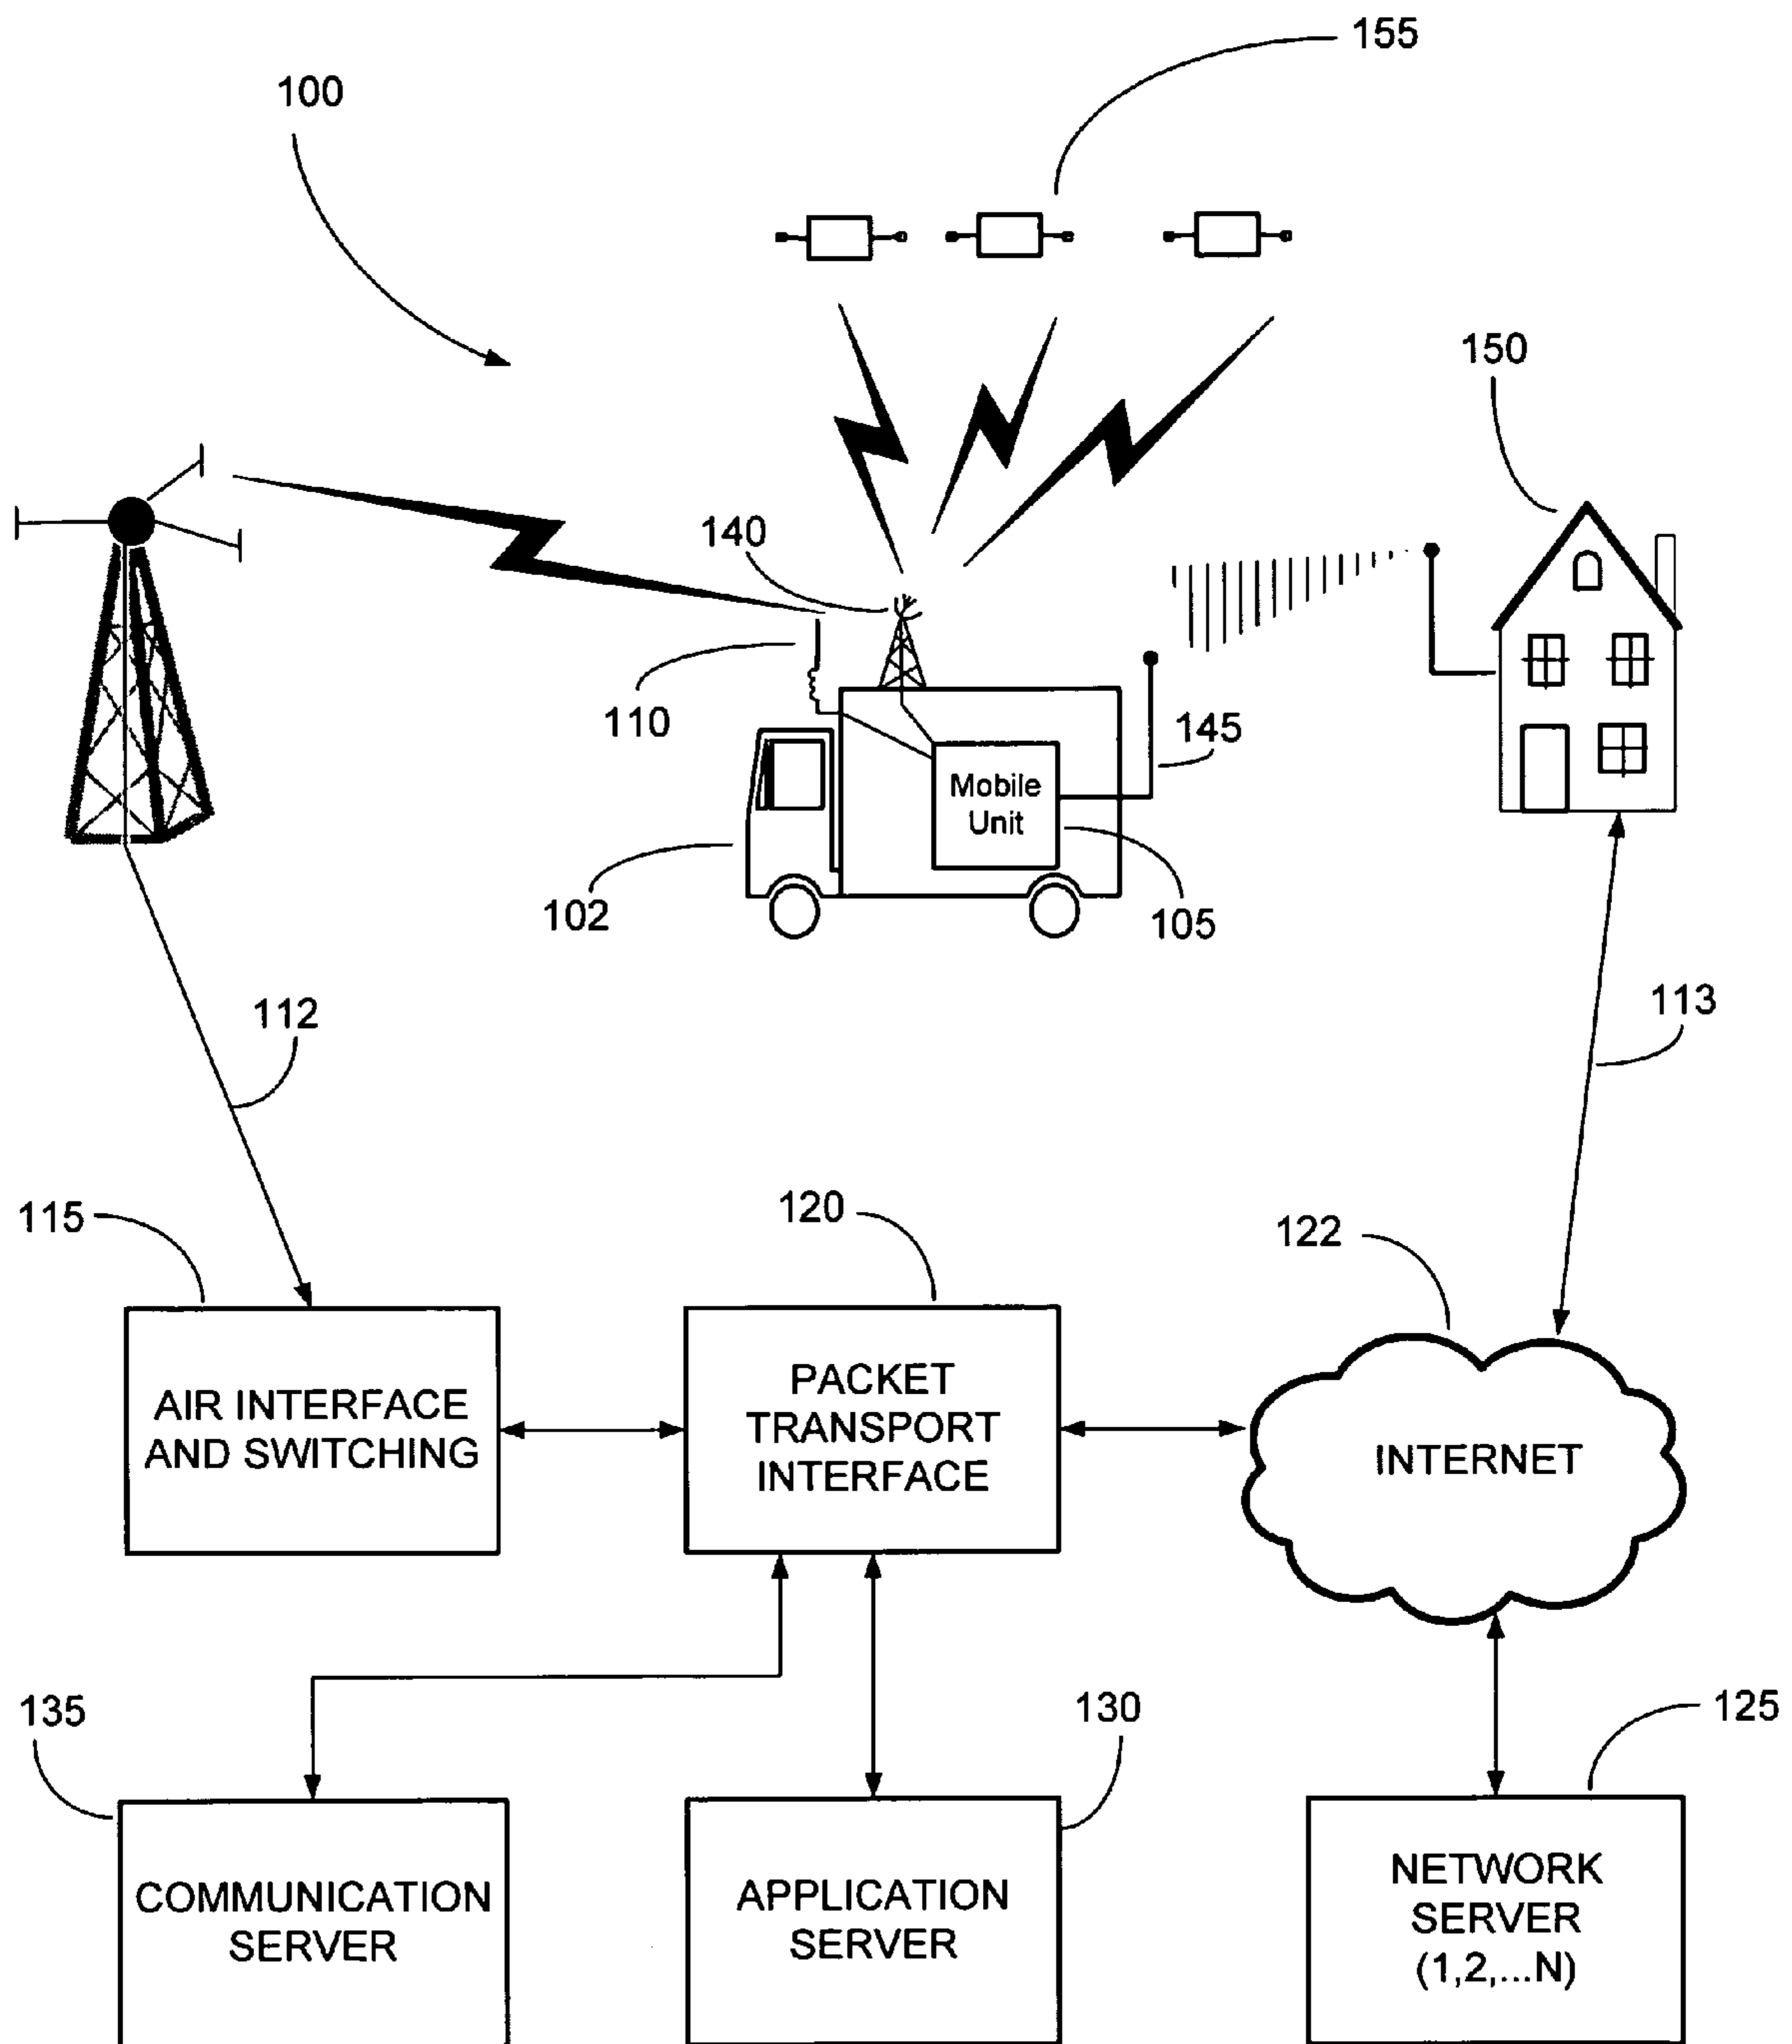 155
100
150
140
110
145
Mobile
Unit
102
105
112
113
115
120
122
AIR INTERFACE
AND SWITCHING
PACKET
TRANSPORT
INTERFACE
INTERNET
135
130
125
COMMUNICATION
SERVER
APPLICATION
SERVER
NETWORK
SERVER
(1,2,...N)